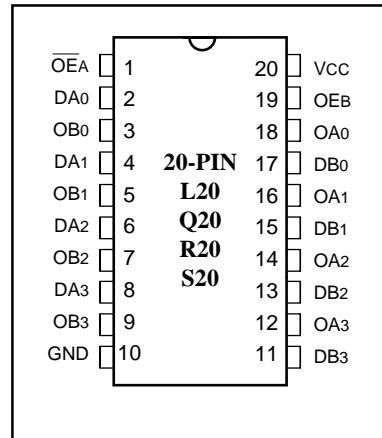 OEA 1 20 VCC
DA0 2 19 OEB
OB0 3 18 OA0
DA1 4 20-PIN 17 DB0
OB1 5 L20 16 OA1
DA2 6 Q20 15 DB1
OB2 7 R20 14 OA2
DA3 8 S20 13 DB2
OB3 9 12 OA3
GND 10 11 DB3